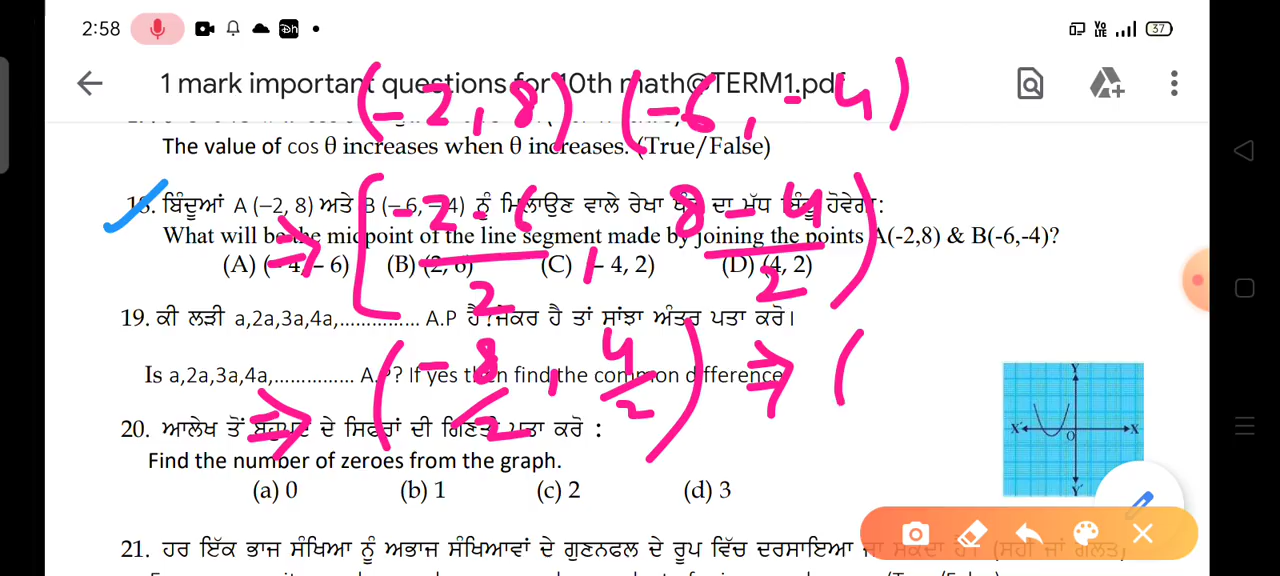 2:58 37
1 mark important questions for 10th math@TERM1.pdf
(-2, 8) (-6, -4)
The value of cos θ increases when θ increases. (True/False)
18. ਬਿੰਦੂਆਂ A (−2, 8) ਅਤੇ B (−6, −4) ਨੂੰ ਮਿਲਾਉਣ ਵਾਲੇ ਰੇਖਾ ਦਾ ਮੱਧ ਬਿੰਦੂ ਹੋਵੇਗਾ:
What will be the midpoint of the line segment made by joining the points A(-2,8) & B(-6,-4)?
⇒ [(-2-6)/2 , (8-4)/2)
(A) (−4, − 6) (B) (2, 6) (C) (− 4, 2) (D) (4, 2)
19. ਕੀ ਲੜੀ a,2a,3a,4a,.............. A.P ਹੈ ?ਜੇਕਰ ਹੈ ਤਾਂ ਸਾਂਝਾ ਅੰਤਰ ਪਤਾ ਕਰੋ।
Is a,2a,3a,4a,.............. A.P? If yes then find the common difference
⇒ (-8/2 , 4/2) ⇒ (
20. ਆਲੇਖ ਤੋਂ ਬਹੁਪਦ ਦੇ ਸਿਫਰਾਂ ਦੀ ਗਿਣਤੀ ਪਤਾ ਕਰੋ :
Find the number of zeroes from the graph.
(a) 0 (b) 1 (c) 2 (d) 3
Y
X' O X
Y'
21. ਹਰ ਇੱਕ ਭਾਜ ਸੰਖਿਆ ਨੂੰ ਅਭਾਜ ਸੰਖਿਆਵਾਂ ਦੇ ਗੁਣਨਫਲ ਦੇ ਰੂਪ ਵਿੱਚ ਦਰਸਾਇਆ ਜਾ ਸਕਦਾ ਹੈ। (ਸਹੀ ਜਾਂ ਗਲਤ)